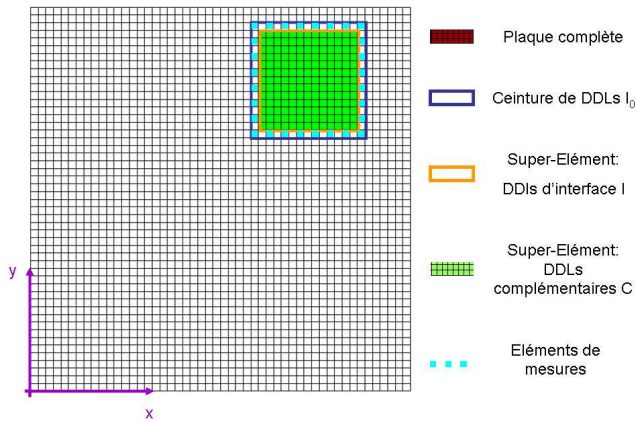 Plaque complète
Ceinture de DDLs I0
Super-Elément:
DDls d'interface I
Super-Elément:
DDLs
complémentaires C
Eléments de
mesures
y
x